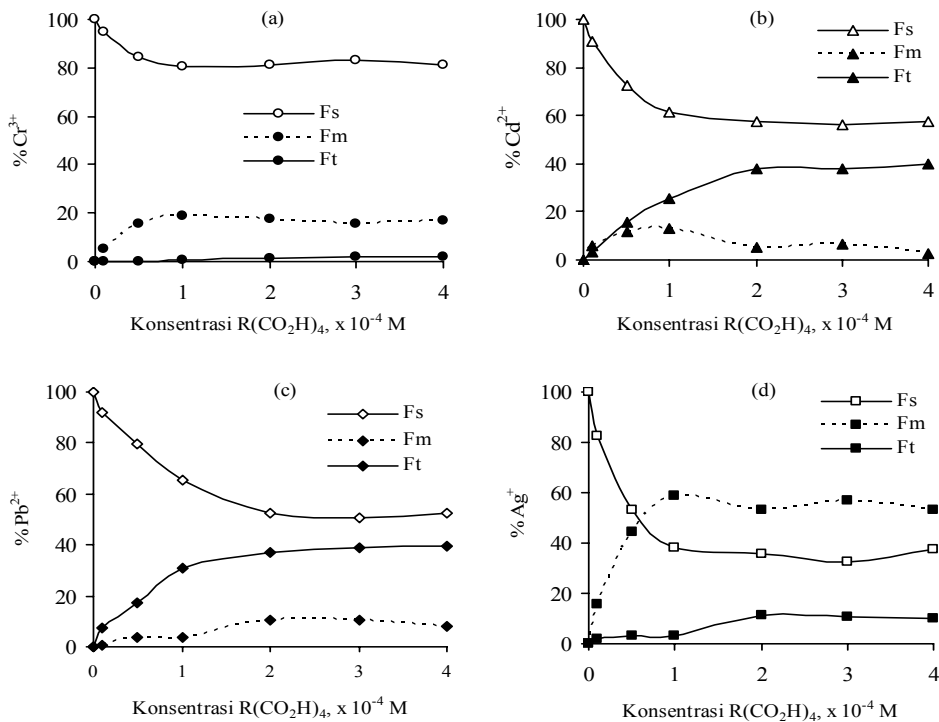 (a)
% Cr³⁺
100
80
60
40
20
0
Fs
Fm
Ft
0 1 2 3 4
Konsentrasi R(CO₂H)₄, x 10⁻⁴ M
(b)
% Cd²⁺
100
80
60
40
20
0
Fs
Fm
Ft
0 1 2 3 4
Konsentrasi R(CO₂H)₄, x 10⁻⁴ M
(c)
% Pb²⁺
100
80
60
40
20
0
Fs
Fm
Ft
0 1 2 3 4
Konsentrasi R(CO₂H)₄, x 10⁻⁴ M
(d)
% Ag⁺
100
80
60
40
20
0
Fs
Fm
Ft
0 1 2 3 4
Konsentrasi R(CO₂H)₄, x 10⁻⁴ M